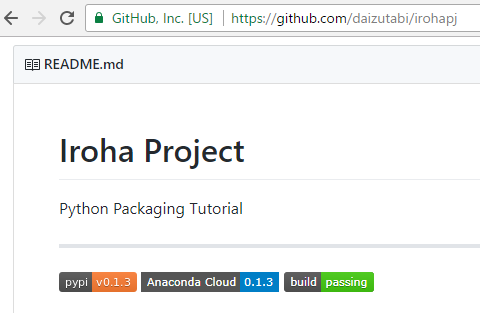 GitHub, Inc. [US] | https://github.com/daizutabi/irohapj
README.md
Iroha Project
Python Packaging Tutorial
pypi v0.1.3 Anaconda Cloud 0.1.3 build passing